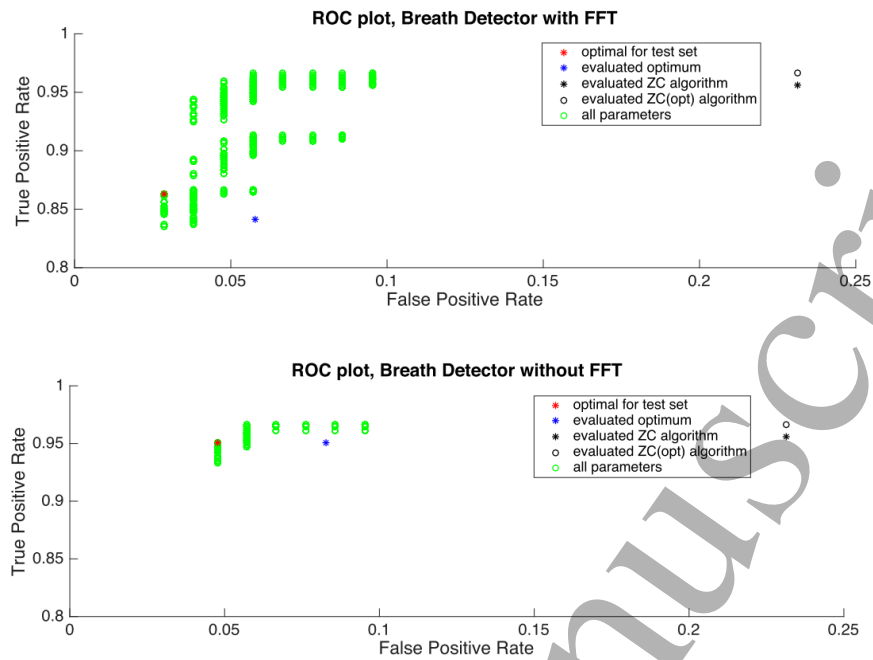 ROC plot, Breath Detector with FFT
1
0.95
0.9
0.85
0.8
True Positive Rate
optimal for test set
evaluated optimum
evaluated ZC algorithm
evaluated ZC(opt) algorithm
all parameters
0 0.05 0.1 0.15 0.2 0.25
False Positive Rate
ROC plot, Breath Detector without FFT
1
0.95
0.9
0.85
0.8
True Positive Rate
optimal for test set
evaluated optimum
evaluated ZC algorithm
evaluated ZC(opt) algorithm
all parameters
0 0.05 0.1 0.15 0.2 0.25
False Positive Rate
nuscri